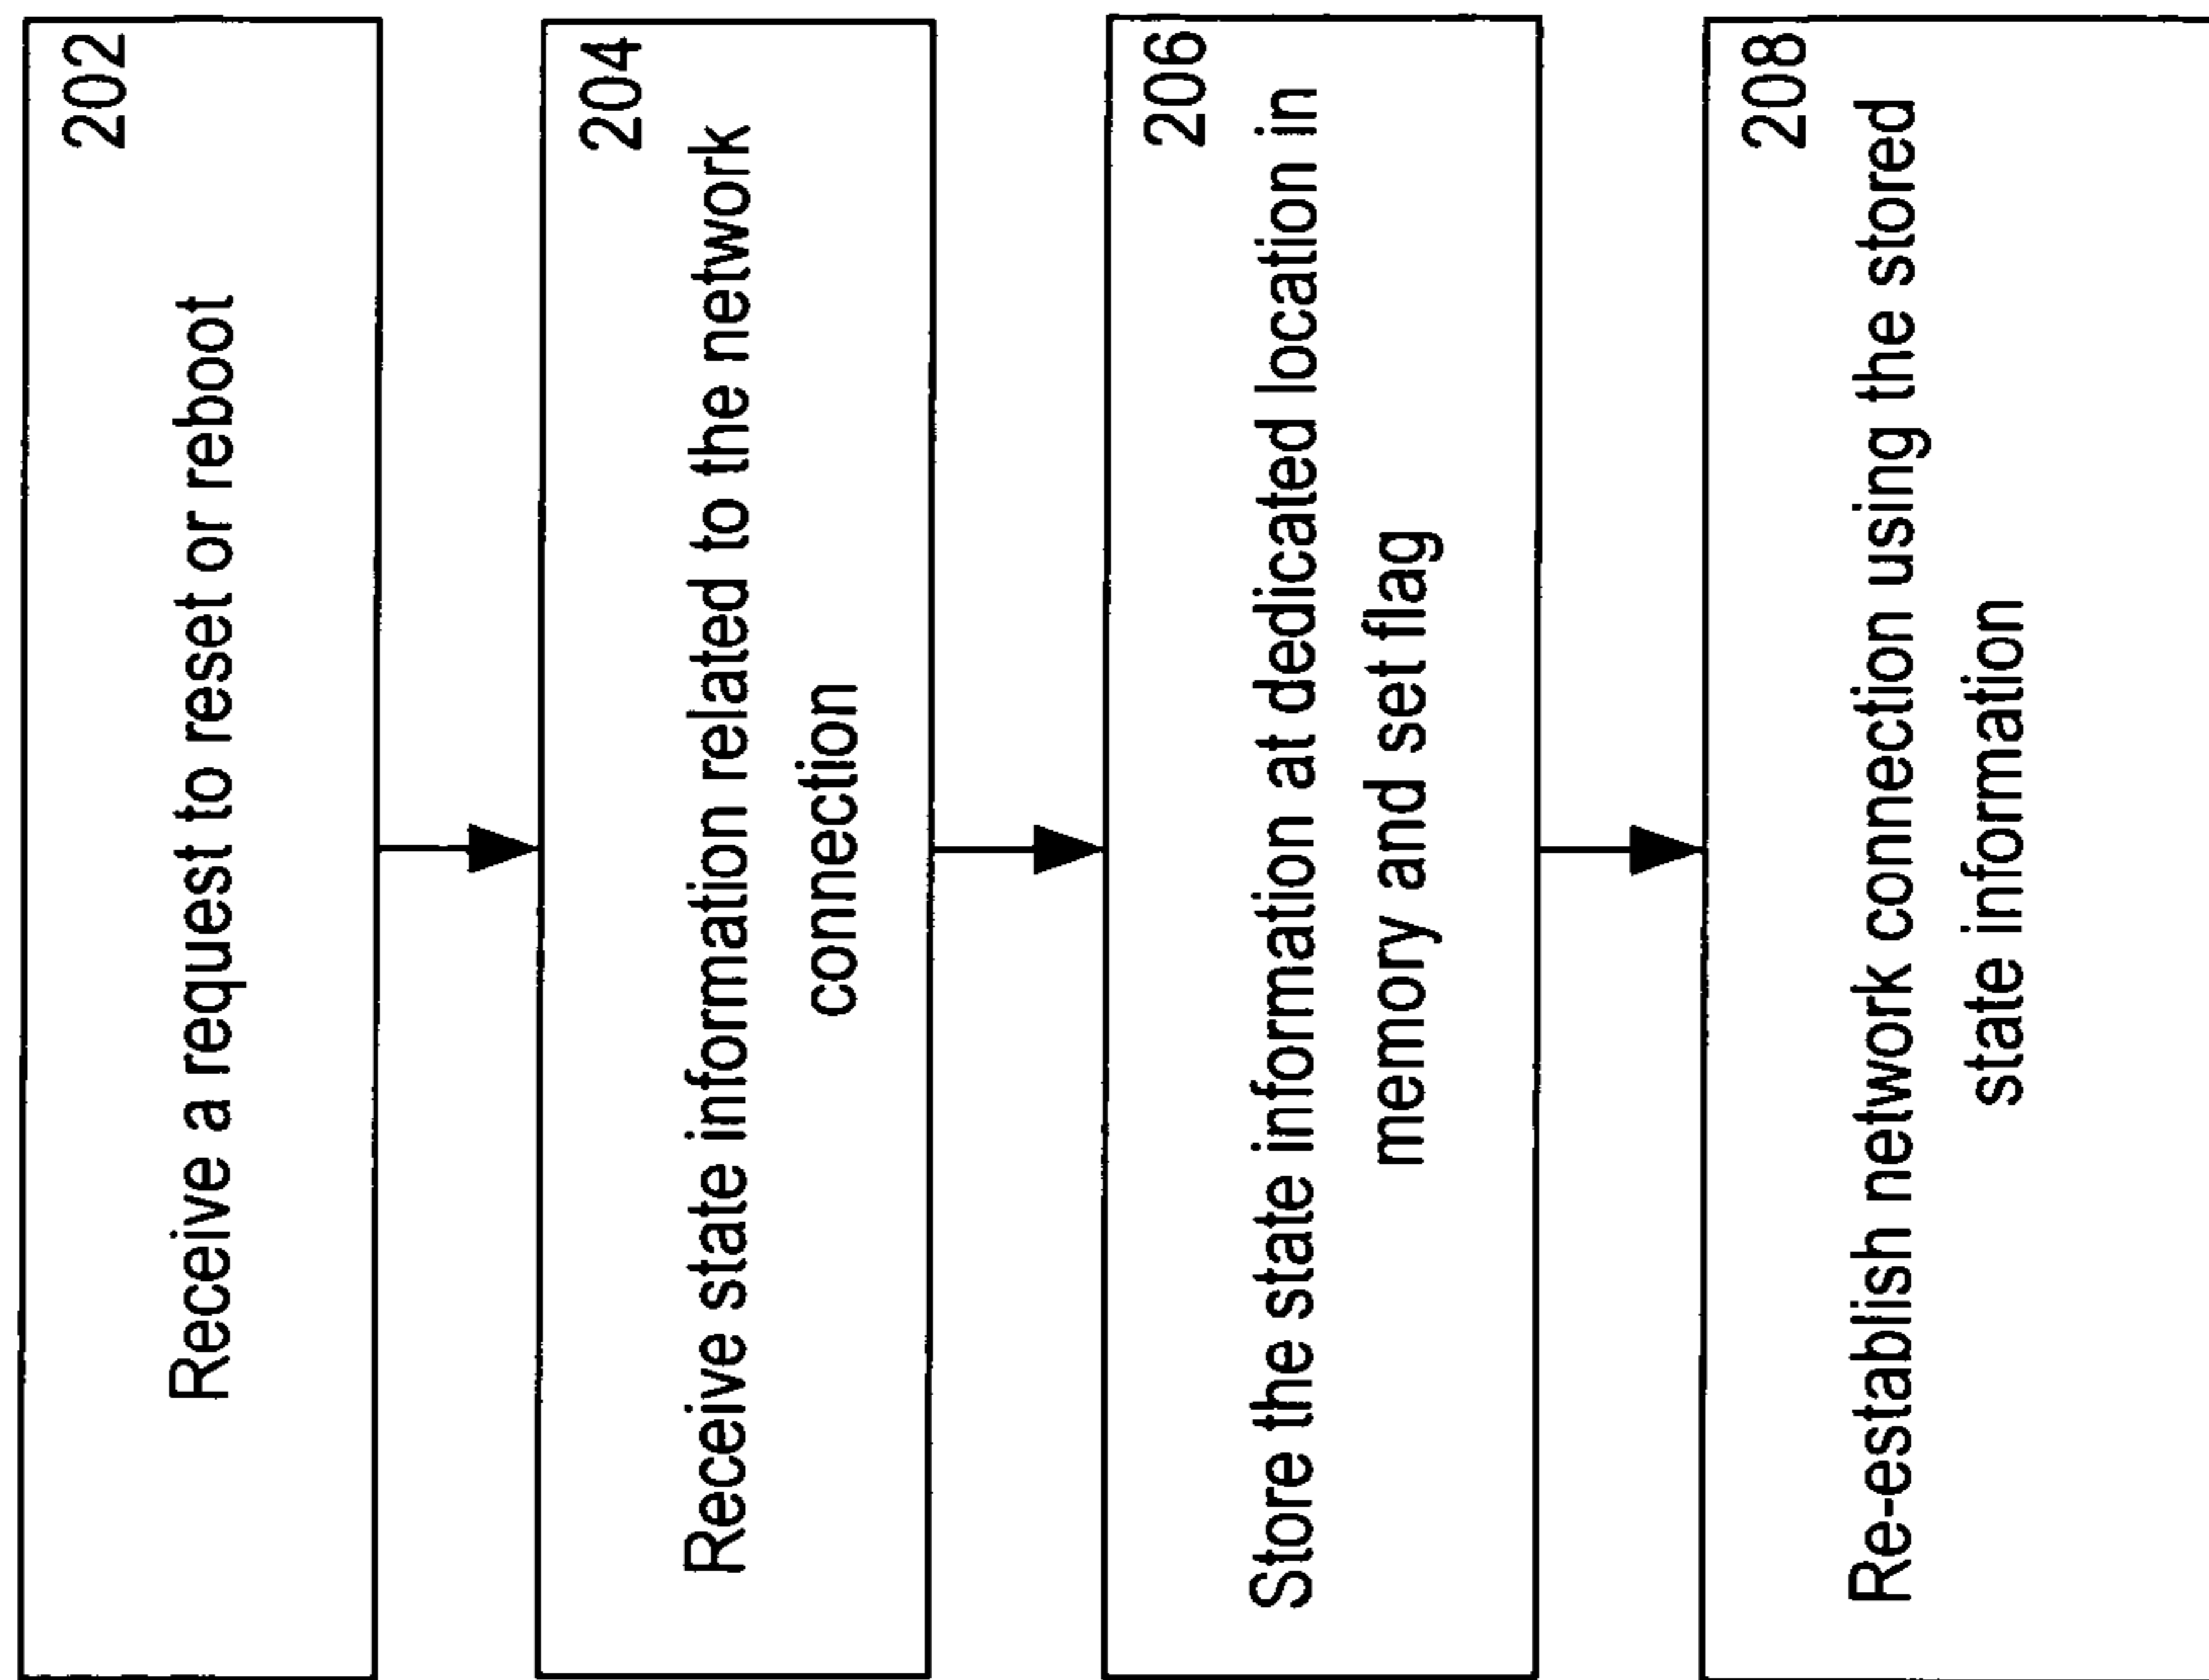 202
Receive a request to reset or reboot
204
Receive state information related to the network
connection
206
Store the state information at dedicated location in
memory and set flag
208
Re-establish network connection using the stored
state information